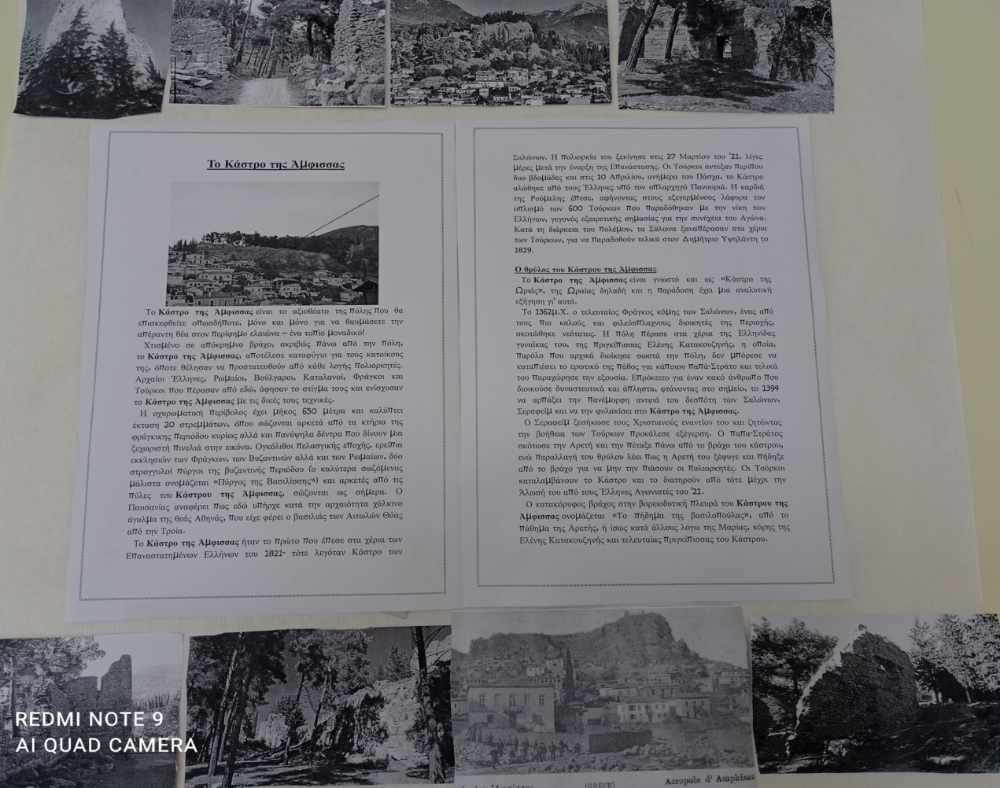 Το Κάστρο της Άμφισσας
Το Κάστρο της Άμφισσας είναι το αξιοθέατο της πόλης που θα
επισκεφθείτε οπωσδήποτε, μόνο και μόνο για να θαυμάσετε την
απέραντη θέα στον περίφημο ελαιώνα – ένα τοπίο μοναδικό!
Χτισμένο σε απόκρημνο βράχο, ακριβώς πάνω από την πόλη,
το Κάστρο της Άμφισσας, αποτέλεσε καταφύγιο για τους κατοίκους
της, όποτε θέλησαν να προστατευθούν από κάθε λογής πολιορκητές.
Αρχαίοι Έλληνες, Ρωμαίοι, Βούλγαροι, Καταλανοί, Φράγκοι και
Τούρκοι που πέρασαν από εδώ, άφησαν το στίγμα τους και ενίσχυσαν
το Κάστρο της Άμφισσας με τις δικές τους τεχνικές.
Η οχυρωματική περίβολος έχει μήκος 650 μέτρα και καλύπτει
έκταση 20 στρεμμάτων, όπου σώζονται αρκετά από τα κτήρια της
φράγκικης περιόδου κυρίως αλλά και πανύψηλα δέντρα που δίνουν μια
ξεχωριστή πινελιά στην εικόνα. Ογκόλιθοι πελασγικής εποχής, ερείπια
εκκλησιών των Φράγκων, των Βυζαντινών αλλά και των Ρωμαίων, δύο
στρογγυλοί πύργοι της βυζαντινής περιόδου (ο καλύτερα σωζόμενος
μάλιστα ονομάζεται «Πύργος της Βασιλίσσης») και αρκετές από τις
πύλες του Κάστρου της Άμφισσας, σώζονται ως σήμερα. Ο
Παυσανίας αναφέρει πως εδώ υπήρχε κατά την αρχαιότητα χάλκινο
άγαλμα της θεάς Αθηνάς, που είχε φέρει ο βασιλιάς των Αιτωλών Θόας
από την Τροία.
Το Κάστρο της Άμφισσας ήταν το πρώτο που έπεσε στα χέρια των
Επαναστατημένων Ελλήνων του 1821- τότε λεγόταν Κάστρο των
Σαλώνων. Η πολιορκία του ξεκίνησε στις 27 Μαρτίου του '21, λίγες
μέρες μετά την έναρξη της Επανάστασης. Οι Τούρκοι άντεξαν περίπου
δυο βδομάδες και στις 10 Απριλίου, ανήμερα του Πάσχα, το Κάστρο
αλώθηκε από τους Έλληνες υπό τον οπλαρχηγό Πανουριά. Η καρδιά
της Ρούμελης έπεσε, αφήνοντας στους εξεγερμένους λάφυρα τον
οπλισμό των 600 Τούρκων που παραδόθηκαν με την νίκη των
Ελλήνων, γεγονός εξαιρετικής σημασίας για την συνέχεια του Αγώνα.
Κατά τη διάρκεια του πολέμου, τα Σάλωνα ξαναπέρασαν στα χέρια
των Τούρκων, για να παραδοθούν τελικά στον Δημήτριο Υψηλάντη το
1829.
Ο θρύλος του Κάστρου της Άμφισσας
Το Κάστρο της Άμφισσας είναι γνωστό και ως «Κάστρο της
Ωριάς», της Ωραίας δηλαδή και η παράδοση έχει μια αναλυτική
εξήγηση γι' αυτό.
Το 1362μ.Χ. ο τελευταίος Φράγκος κόμης των Σαλώνων, ένας από
τους πιο καλούς και φιλεύσπλαχνους διοικητές της περιοχής,
σκοτώθηκε νεότατος. Η πόλη πέρασε στα χέρια της Ελληνίδας
γυναίκας του, της πριγκίπισσας Ελένης Κατακουζηνής, η οποία,
παρόλο που αρχικά διοίκησε σωστά την πόλη, δεν μπόρεσε να
καταπιέσει το ερωτικό της πάθος για κάποιον παπά-Στράτο και τελικά
του παραχώρησε την εξουσία. Επρόκειτο για έναν κακό άνθρωπο που
διοικούσε δυναστευτικά και άπληστα, φτάνοντας στο σημείο, το 1394
να αρπάξει την πανέμορφη ανιψιά του δεσπότη των Σαλώνων,
Σεραφείμ και να την φυλακίσει στο Κάστρο της Άμφισσας.
Ο Σεραφείμ ξεσήκωσε τους Χριστιανούς εναντίον του και ζητώντας
την βοήθεια των Τούρκων προκάλεσε εξέγερση. Ο παπα-Στράτος
σκότωσε την Αρετή και την πέταξε πάνω από το βράχο του κάστρου,
ενώ παραλλαγή του θρύλου λέει πως η Αρετή του ξέφυγε και πήδηξε
από το βράχο για να μην την πιάσουν οι πολιορκητές. Οι Τούρκοι
καταλαμβάνουν το Κάστρο και το διατηρούν από τότε μέχρι την
Άλωσή του από τους Έλληνες Αγωνιστές του '21.
Ο κατακόρυφος βράχος στην βορειοδυτική πλευρά του Κάστρου της
Άμφισσας ονομάζεται «Το πήδημα της βασιλοπούλας», από το
πάθημα της Αρετής, ή ίσως κατά άλλους λόγω της Μαρίας, κόρης της
Ελένης Κατακουζηνής και τελευταίας πριγκίπισσας του Κάστρου.
(GRÈCE) Acropole d' Amphissa
REDMI NOTE 9
AI QUAD CAMERA